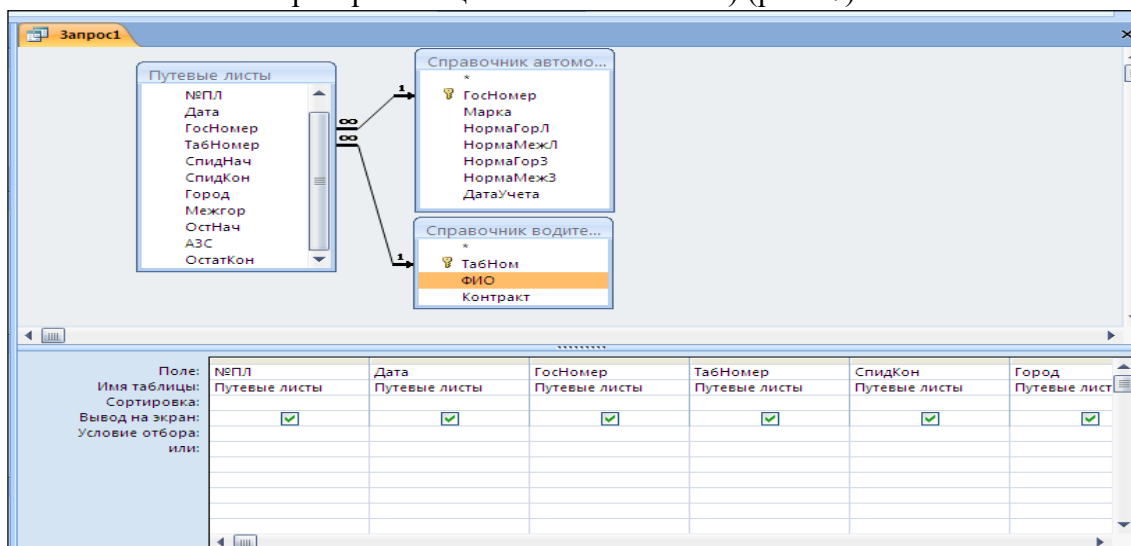 Запрос1
Путевые листы
№ПЛ
Дата
ГосНомер
ТабНомер
СпидНач
СпидКон
Город
Межгор
ОстНач
АЗС
ОстатКон
∞
∞
1
1
Справочник автомо...
*
ГосНомер
Марка
НормаГорЛ
НормаМежЛ
НормаГорЗ
НормаМежЗ
ДатаУчета
Справочник водите...
*
ТабНом
ФИО
Контракт
Поле: №ПЛ Дата ГосНомер ТабНомер СпидКон Город
Имя таблицы: Путевые листы Путевые листы Путевые листы Путевые листы Путевые листы Путевые лист
Сортировка:
Вывод на экран:
Условие отбора:
или: